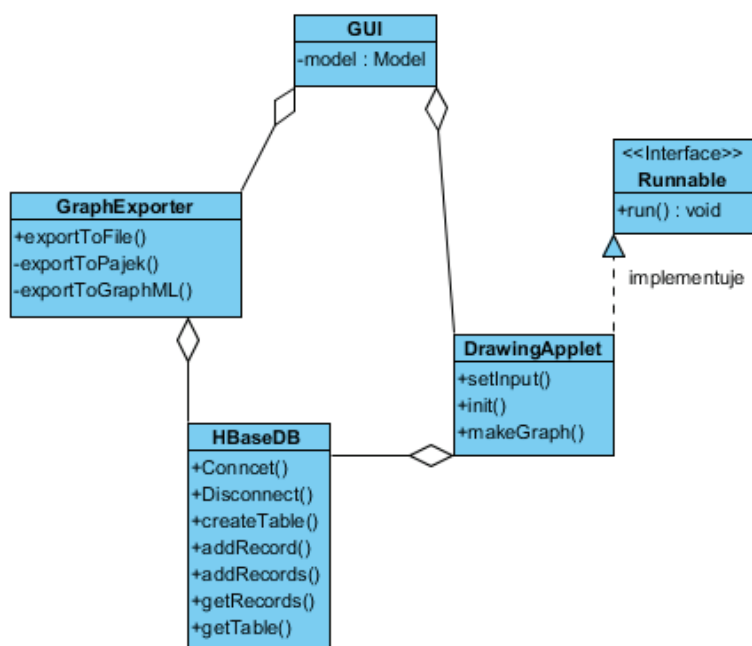 GUI
-model : Model
<<Interface>>
Runnable
+run() : void
GraphExporter
+exportToFile()
-exportToPajek()
-exportToGraphML()
implementuje
DrawingApplet
+setInput()
+init()
+makeGraph()
HBaseDB
+Conncet()
+Disconnect()
+createTable()
+addRecord()
+addRecords()
+getRecords()
+getTable()